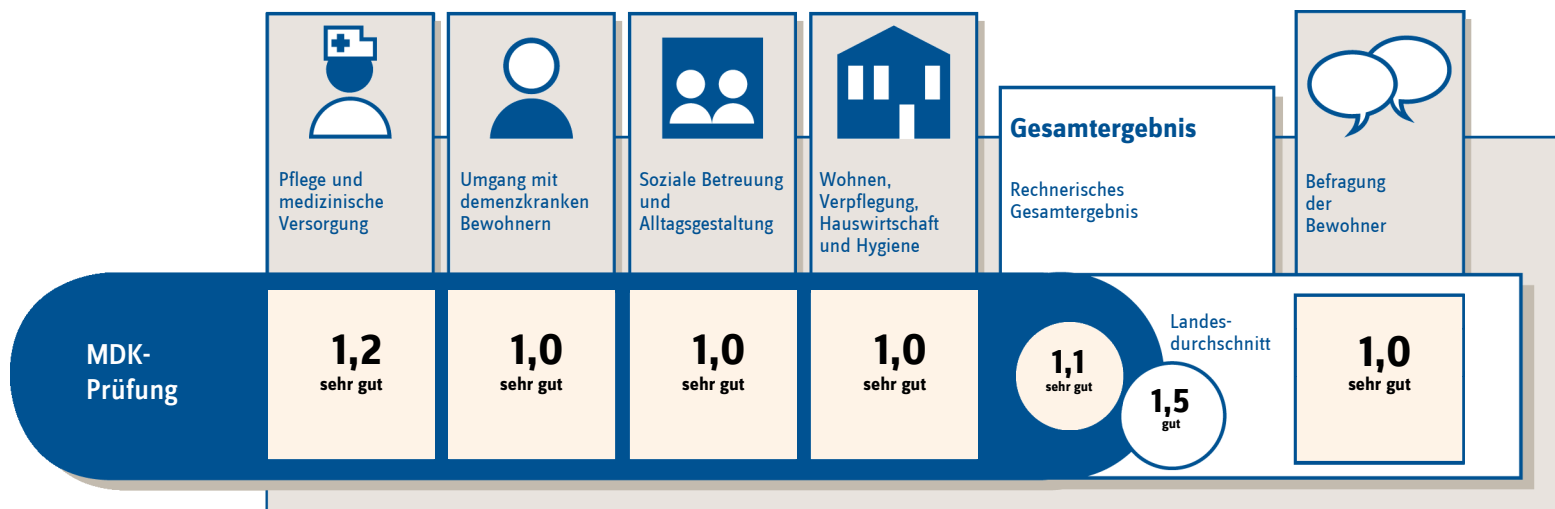 Pflege und
medizinische
Versorgung
Umgang mit
demenzkranken
Bewohnern
Soziale Betreuung
und
Alltagsgestaltung
Wohnen,
Verpflegung,
Hauswirtschaft
und Hygiene
Gesamtergebnis
Rechnerisches
Gesamtergebnis
Befragung
der
Bewohner
MDK-
Prüfung
1,2
sehr gut
1,0
sehr gut
1,0
sehr gut
1,0
sehr gut
1,1
sehr gut
Landes-
durchschnitt
1,5
gut
1,0
sehr gut